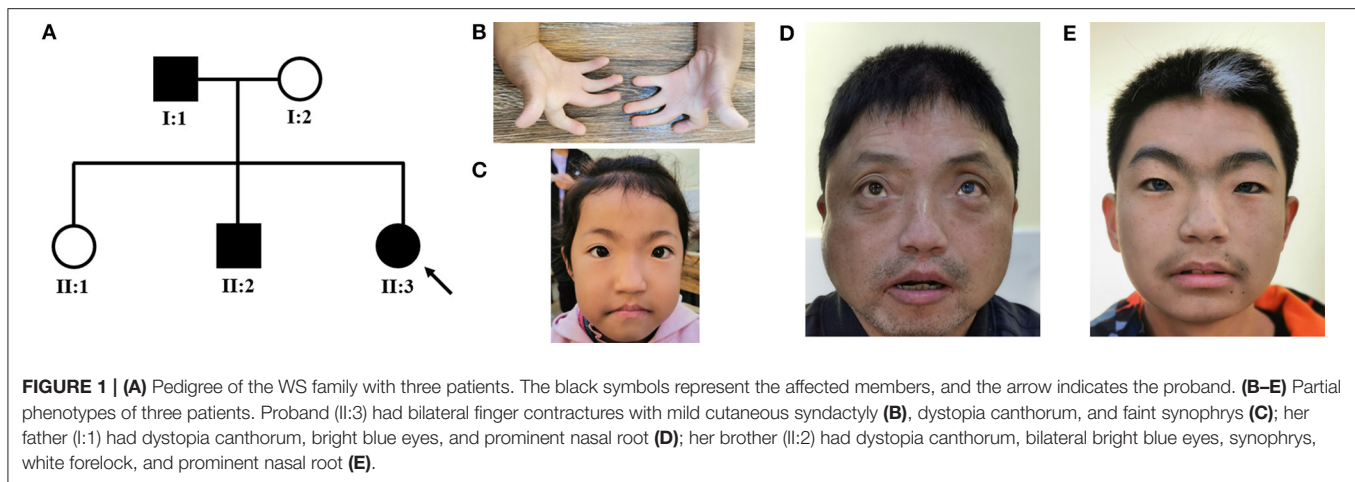 A
B
D
E
I:1
I:2
C
II:1
II:2
II:3
FIGURE 1 | (A) Pedigree of the WS family with three patients. The black symbols represent the affected members, and the arrow indicates the proband. (B–E) Partial
phenotypes of three patients. Proband (II:3) had bilateral finger contractures with mild cutaneous syndactyly (B), dystopia canthorum, and faint synophrys (C); her
father (I:1) had dystopia canthorum, bright blue eyes, and prominent nasal root (D); her brother (II:2) had dystopia canthorum, bilateral bright blue eyes, synophrys,
white forelock, and prominent nasal root (E).